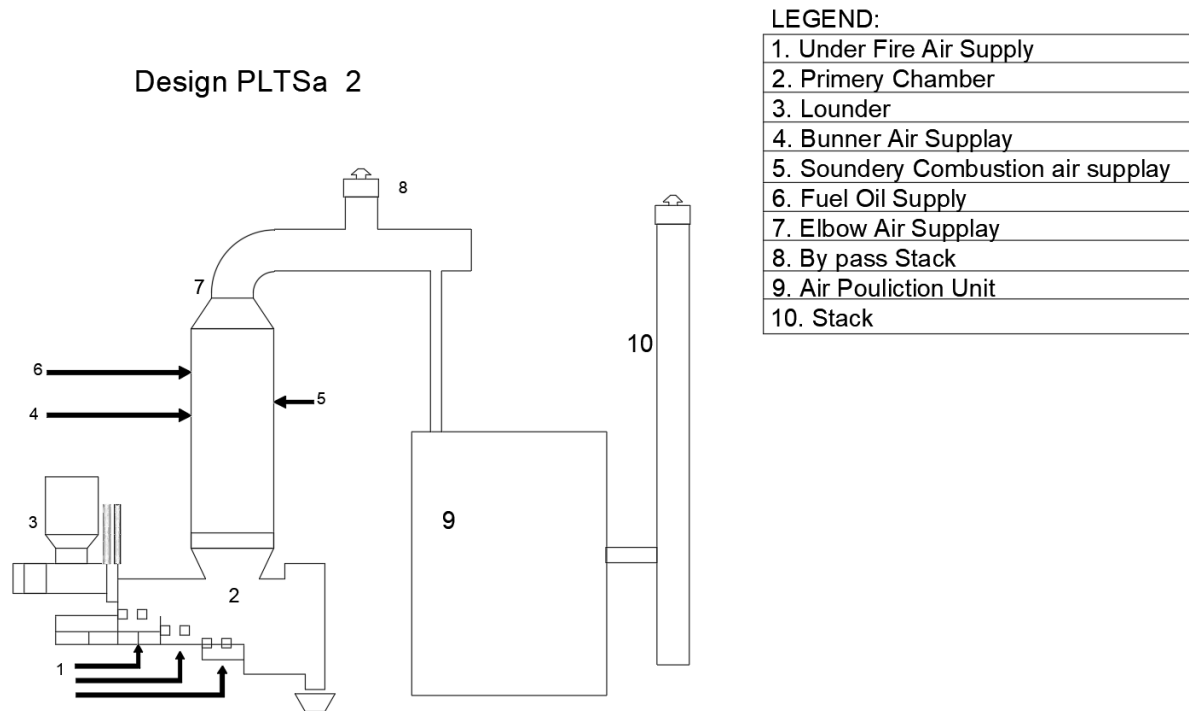 LEGEND:
1. Under Fire Air Supply
2. Primery Chamber
3. Lounder
4. Bunner Air Supplay
5. Soundery Combustion air supplay
6. Fuel Oil Supply
7. Elbow Air Supplay
8. By pass Stack
9. Air Pouliction Unit
10. Stack
Design PLTSa 2
8
7
10
6
5
4
9
3
2
1